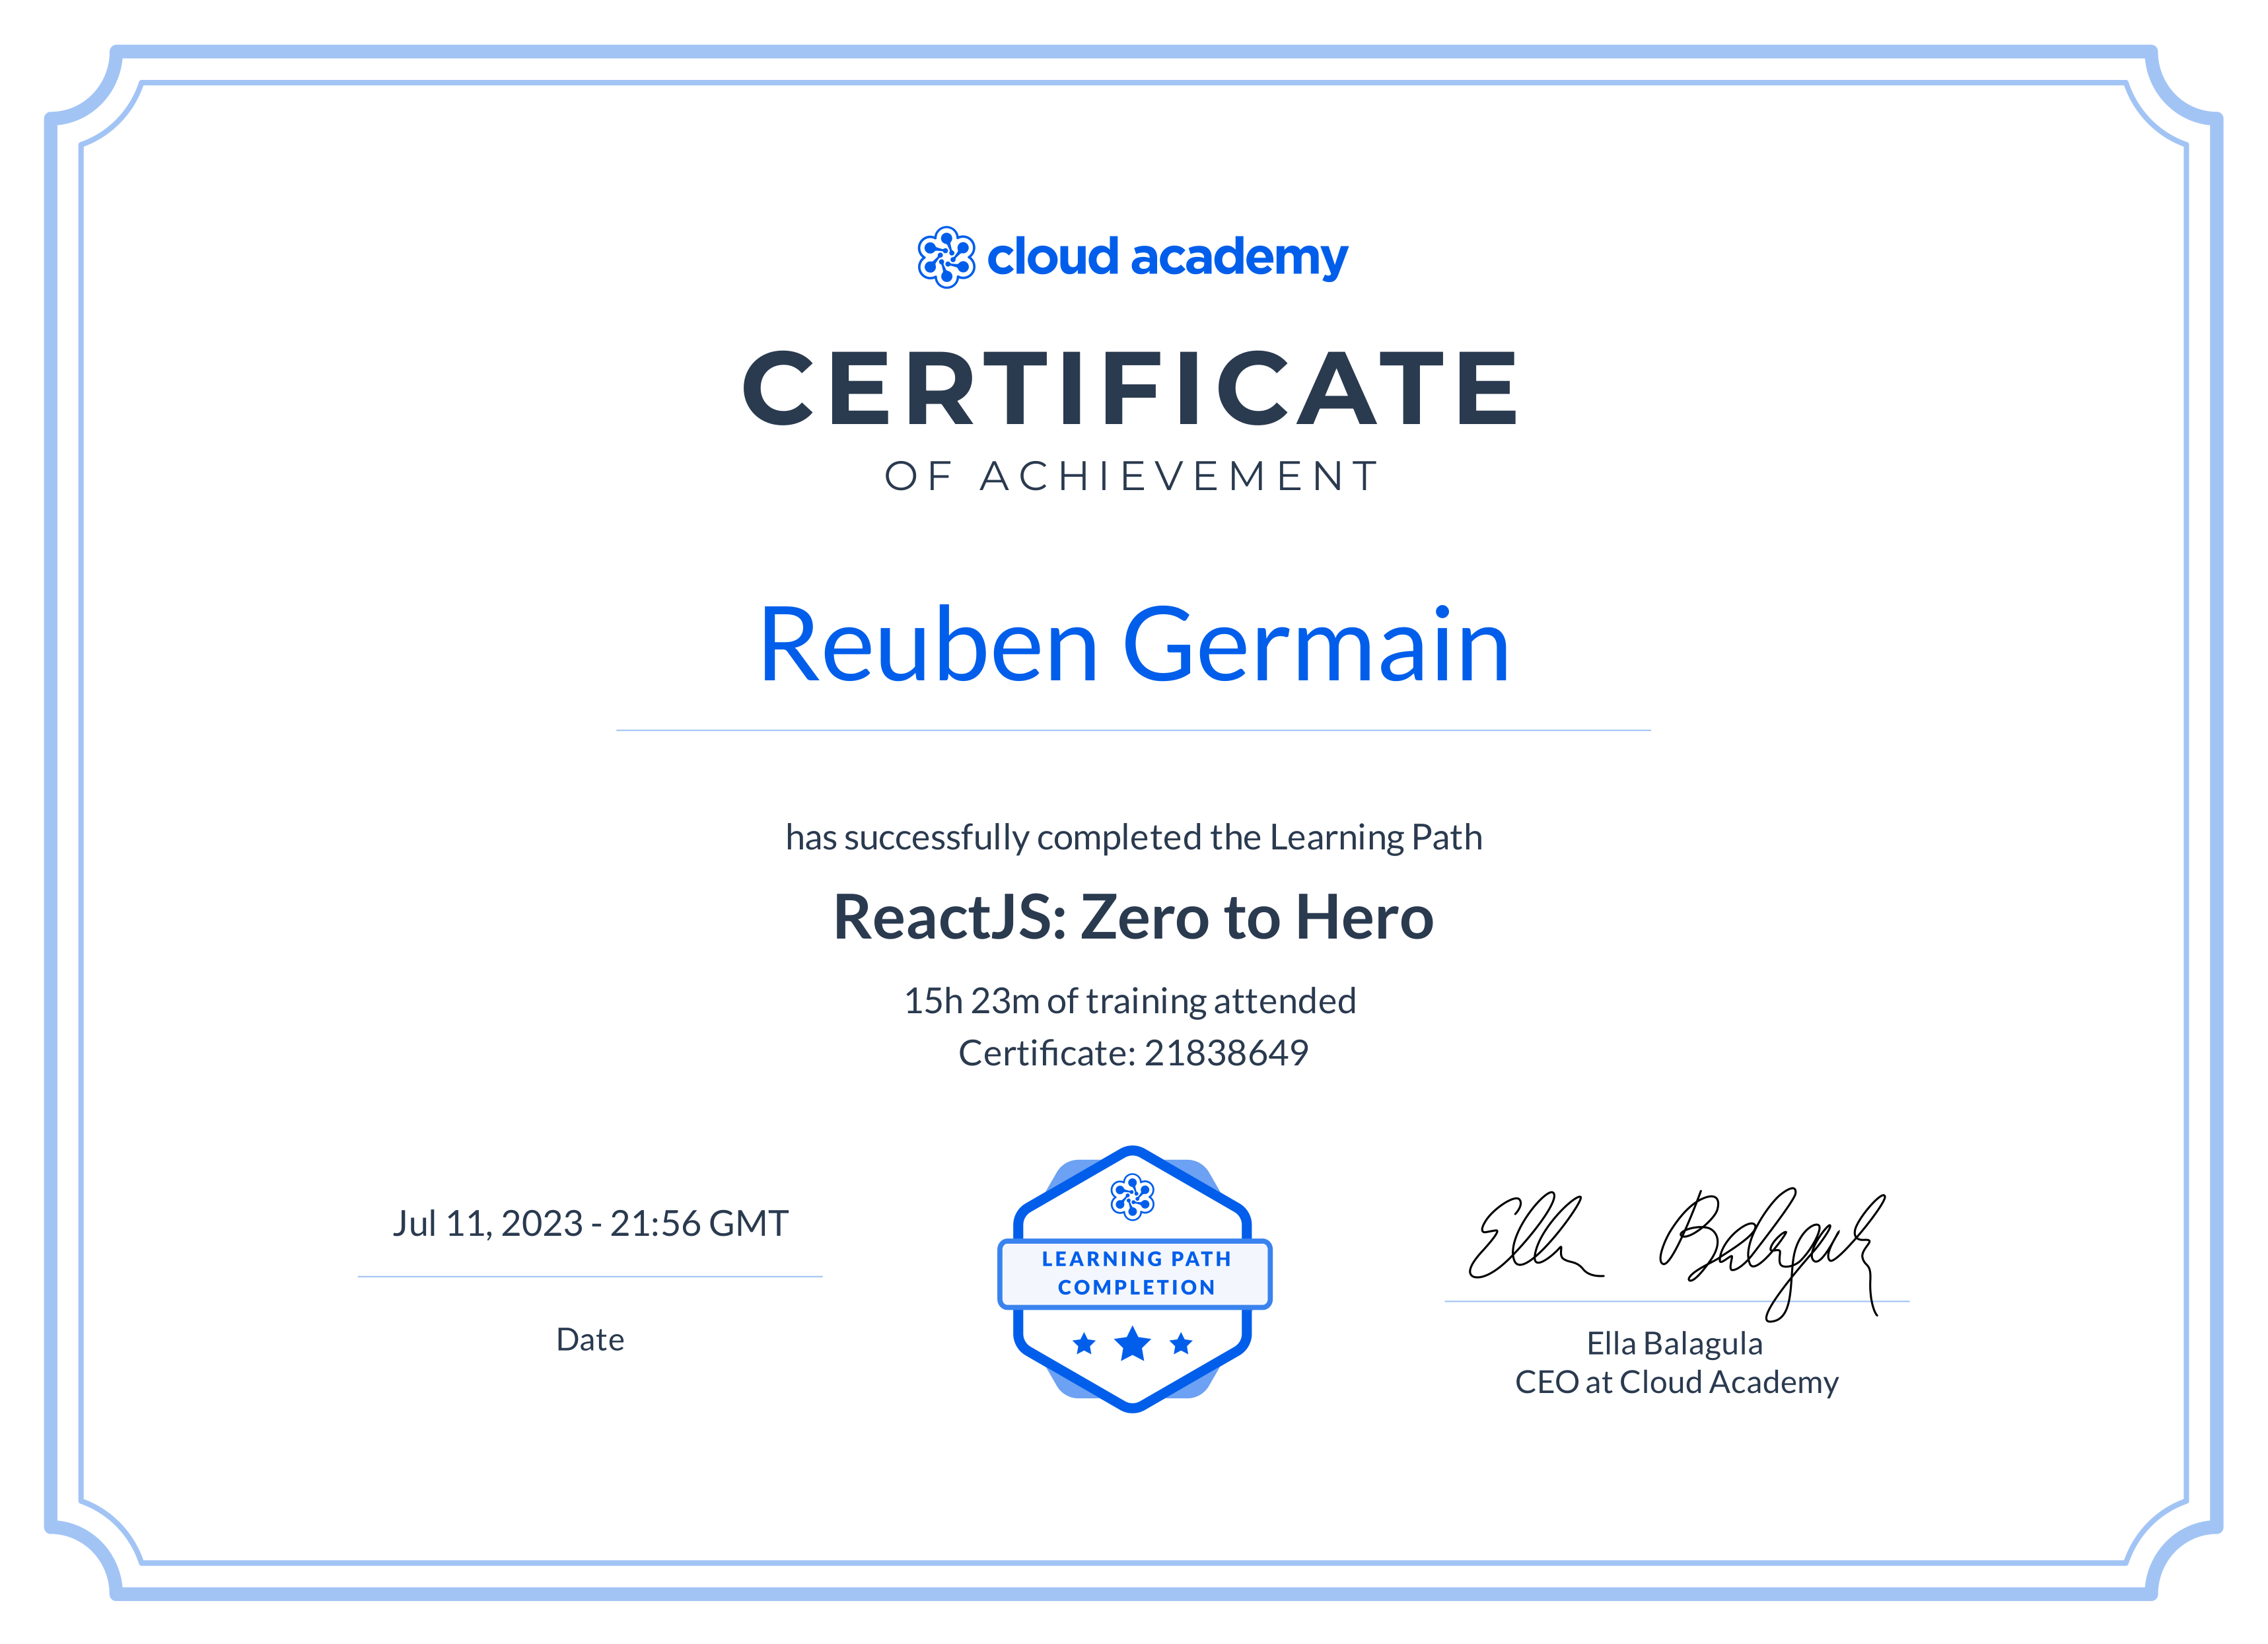 cloud academy
CERTIFICATE
OF ACHIEVEMENT
Reuben Germain
has successfully completed the Learning Path
ReactJS: Zero to Hero
15h 23m of training attended
Certificate: 21838649
Jul 11, 2023 - 21:56 GMT
Date
LEARNING PATH
COMPLETION
Ella Balagula
Ella Balagula
CEO at Cloud Academy